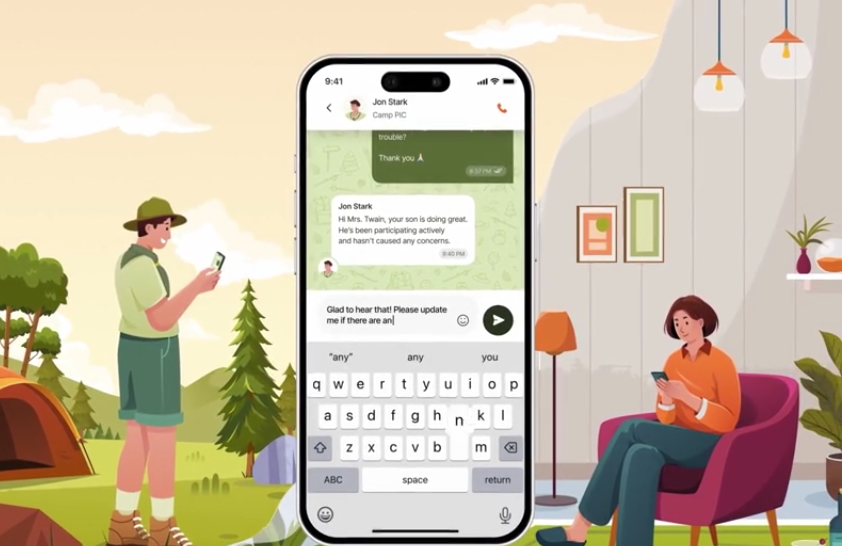 9:41
Jon Stark
Camp PIC
trouble?
Thank you 🙏
9:37 PM
Jon Stark
Hi Mrs. Twain, your son is doing great.
He's been participating actively
and hasn't caused any concerns.
9:40 PM
Glad to hear that! Please update
me if there are an
"any" any you
q w e r t y u i o p
a s d f g h n k l
z x c v b m
ABC space return